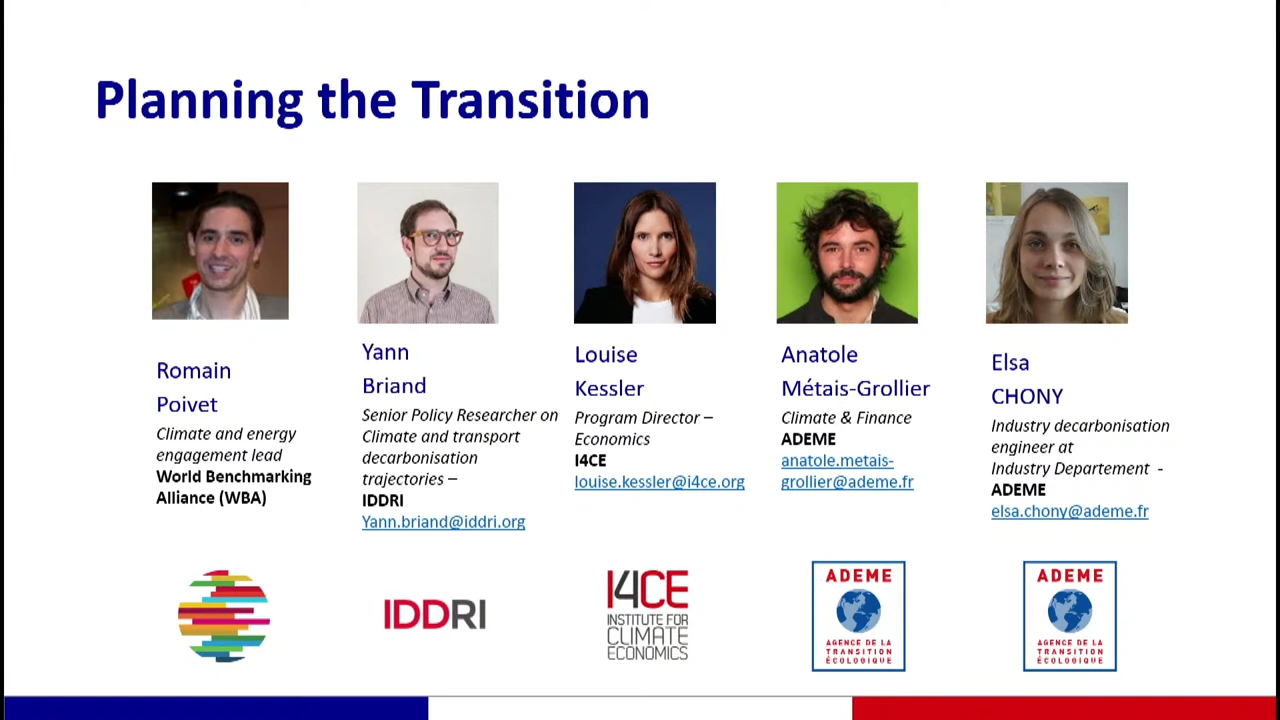 Planning the Transition
Romain
Poivet
Climate and energy
engagement lead
World Benchmarking
Alliance (WBA)
Yann
Briand
Senior Policy Researcher on
Climate and transport
decarbonisation
trajectories –
IDDRI
Yann.briand@iddri.org
Louise
Kessler
Program Director –
Economics
I4CE
louise.kessler@i4ce.org
Anatole
Métais-Grollier
Climate & Finance
ADEME
anatole.metais-
grollier@ademe.fr
Elsa
CHONY
Industry decarbonisation
engineer at
Industry Departement -
ADEME
elsa.chony@ademe.fr
IDDRI
I4CE
INSTITUTE FOR
CLIMATE
ECONOMICS
ADEME
AGENCE DE LA
TRANSITION
ÉCOLOGIQUE
ADEME
AGENCE DE LA
TRANSITION
ÉCOLOGIQUE